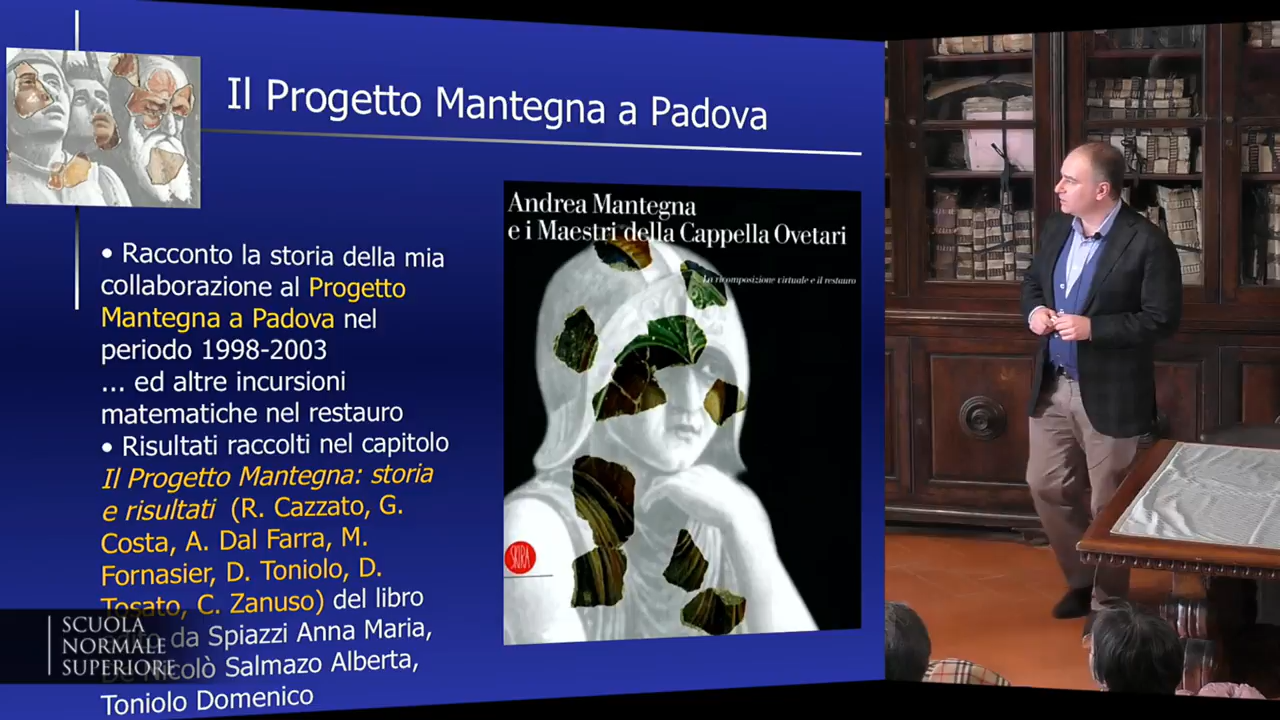 Il Progetto Mantegna a Padova
• Racconto la storia della mia
collaborazione al Progetto
Mantegna a Padova nel
periodo 1998-2003
... ed altre incursioni
matematiche nel restauro
• Risultati raccolti nel capitolo
Il Progetto Mantegna: storia
e risultati (R. Cazzato, G.
Costa, A. Dal Farra, M.
Fornasier, D. Toniolo, D.
Tosato, C. Zanuso) del libro
da Spiazzi Anna Maria,
De Nicolò Salmazo Alberta,
Toniolo Domenico
Andrea Mantegna
e i Maestri della Cappella Ovetari
La ricomposizione virtuale e il restauro
SKIRA
SCUOLA
NORMALE
SUPERIORE